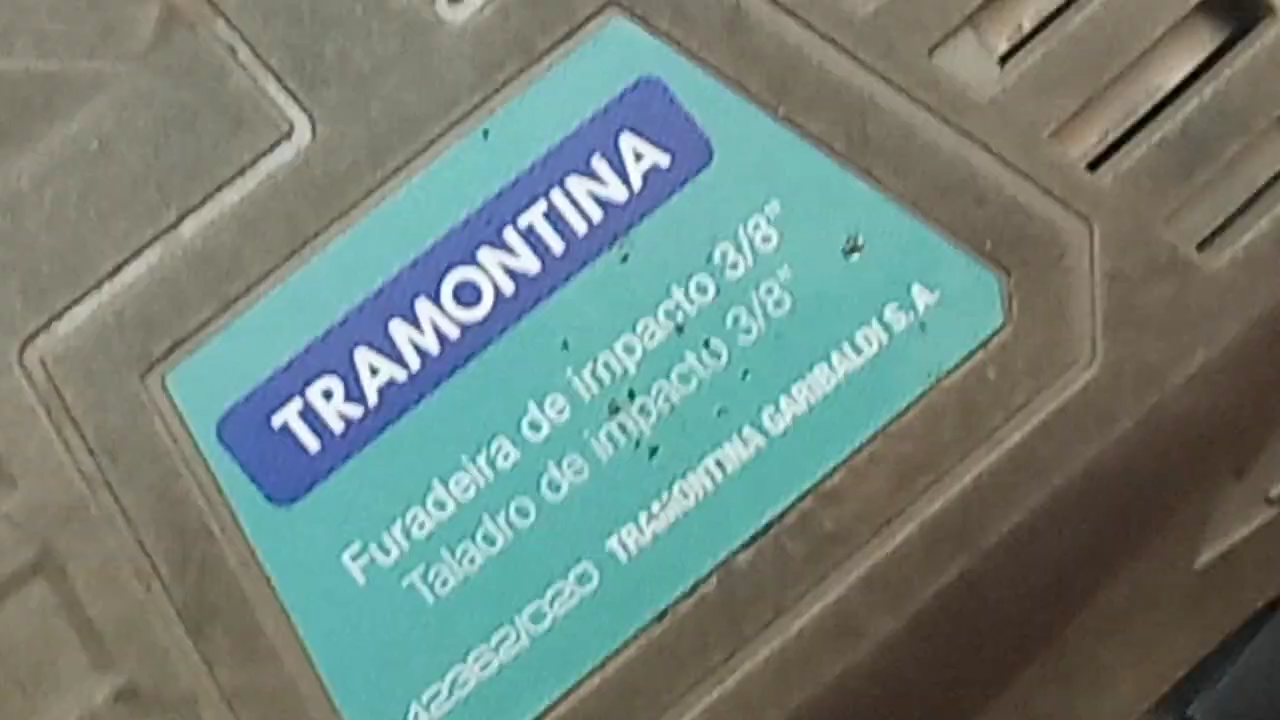 TRAMONTINA
Furadeira de impacto 3/8"
Taladro de impacto 3/8"
TRAMONTINA GARIBALDI S.A.